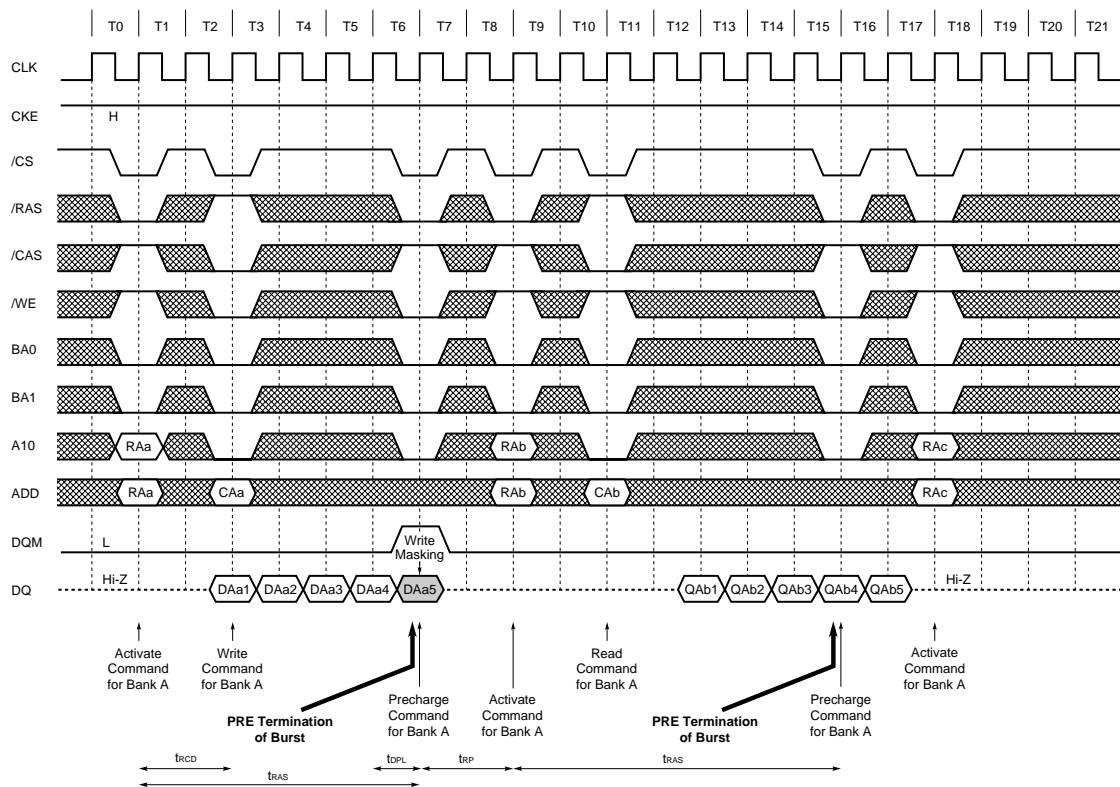 T0 T1 T2 T3 T4 T5 T6 T7 T8 T9 T10 T11 T12 T13 T14 T15 T16 T17 T18 T19 T20 T21
CLK
CKE H
/CS
/RAS
/CAS
/WE
BA0
BA1
A10 RAa RAb RAc
ADD RAa CAa RAb CAb RAc
DQM L Write
Masking
DQ Hi-Z DAa1 DAa2 DAa3 DAa4 DAa5 QAb1 QAb2 QAb3 QAb4 QAb5 Hi-Z
Activate
Command
for Bank A
Write
Command
for Bank A
PRE Termination
of Burst
Precharge
Command
for Bank A
Activate
Command
for Bank A
Read
Command
for Bank A
PRE Termination
of Burst
Precharge
Command
for Bank A
Activate
Command
for Bank A
tRCD tDPL tRP tRAS
tRAS